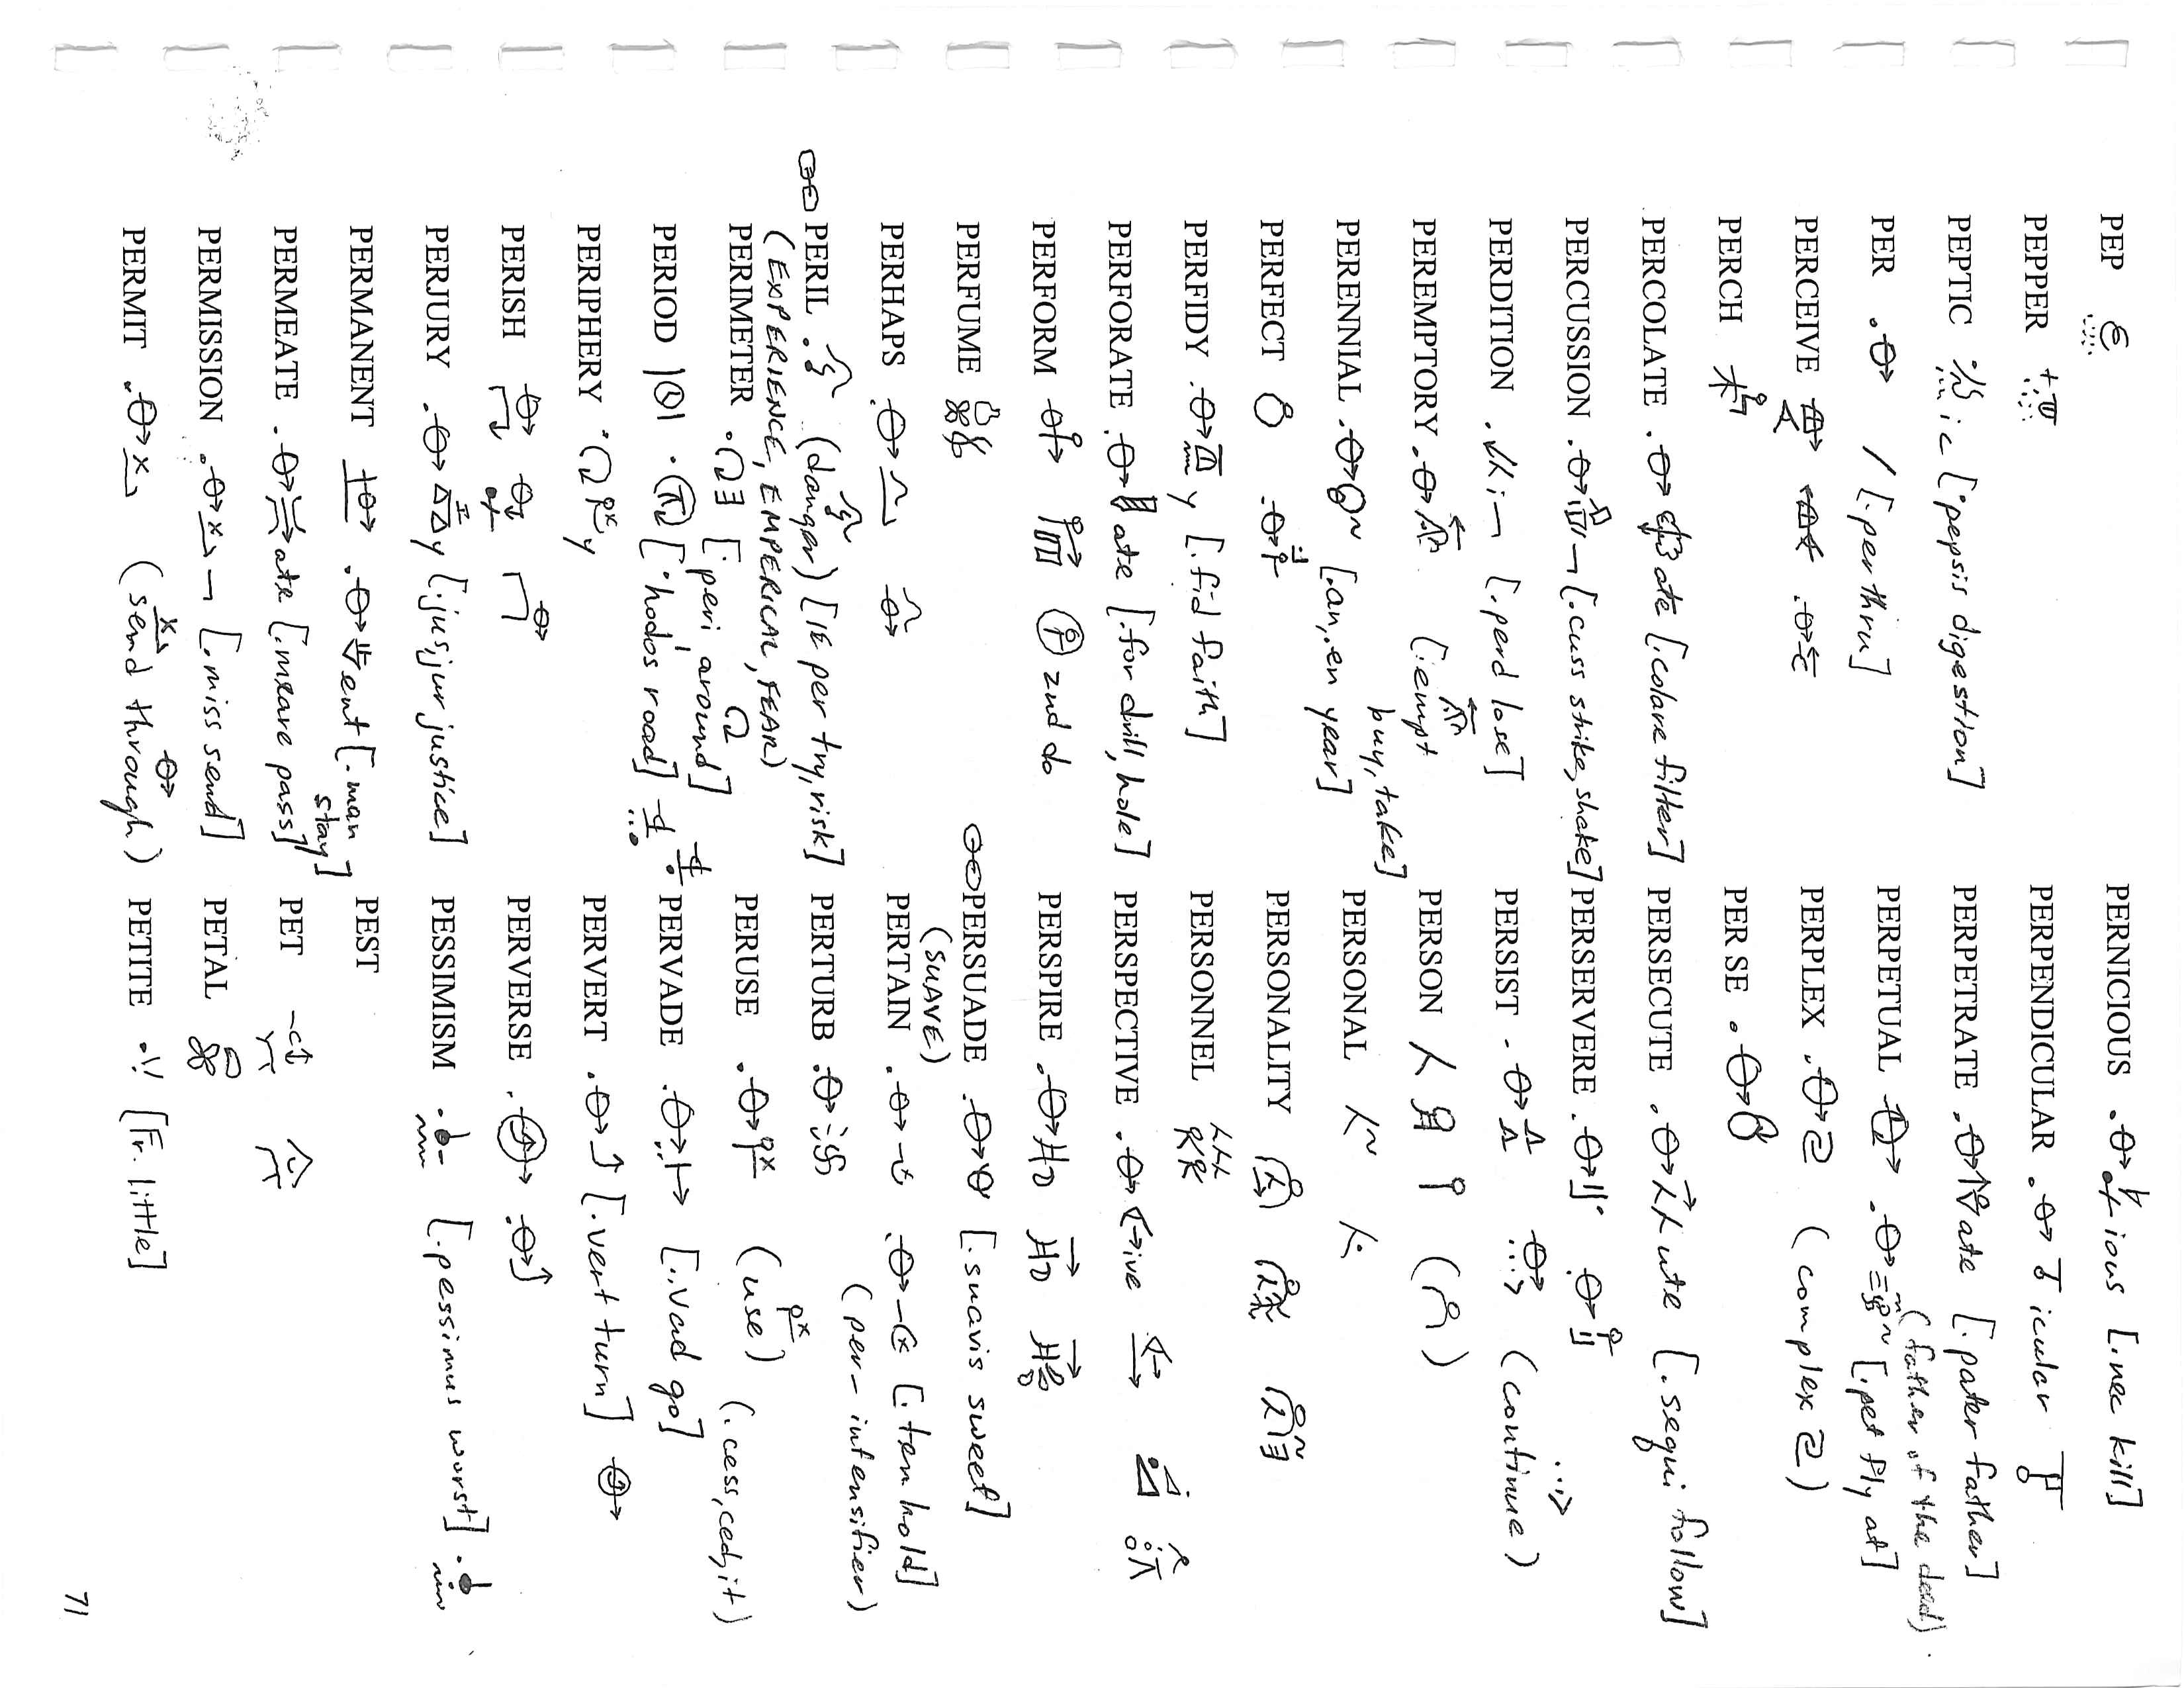 PEP
PEPPER
PEPTIC ic [.pepsis digestion]
PER / [.per thru]
PERCEIVE
PERCH
PERCOLATE ate [.colare filter]
PERCUSSION [.cuss strike, shake]
PERDITION [.perd lose]
PEREMPTORY [.empt buy, take]
PERENNIAL [.an, .en year]
PERFECT
PERFIDY y [.fid faith]
PERFORATE ate [.for drill, hole]
PERFORM 2nd do
PERFUME
PERHAPS
PERIL (danger) [IE per try, risk]
(EXPERIENCE, EMPERICAL, FEAR)
PERIMETER [.peri, around]
PERIOD [.hodos road]
PERIPHERY y
PERISH
PERJURY y [.jus, jur justice]
PERMANENT ent [.man stay]
PERMEATE ate [.meare pass]
PERMISSION [.miss send]
PERMIT (send through)
PERNICIOUS ious [.nec kill]
PERPENDICULAR icular
PERPETRATE ate [.pater father]
(father of the dead)
PERPETUAL [.pet fly at]
PERPLEX (complex)
PER SE
PERSECUTE ute [.sequi follow]
PERSERVERE
PERSIST (continue)
PERSON
PERSONAL
PERSONALITY
PERSONNEL
PERSPECTIVE ive
PERSPIRE
PERSUADE [.suavis sweet]
(SUAVE)
PERTAIN [.ten hold]
(per- intensifier)
PERTURB
PERUSE (use) (.cess, ced, it)
PERVADE [.vad go]
PERVERT [.vert turn]
PERVERSE
PESSIMISM [.pessimus worst]
PEST
PET
PETAL
PETITE [Fr. little]
71